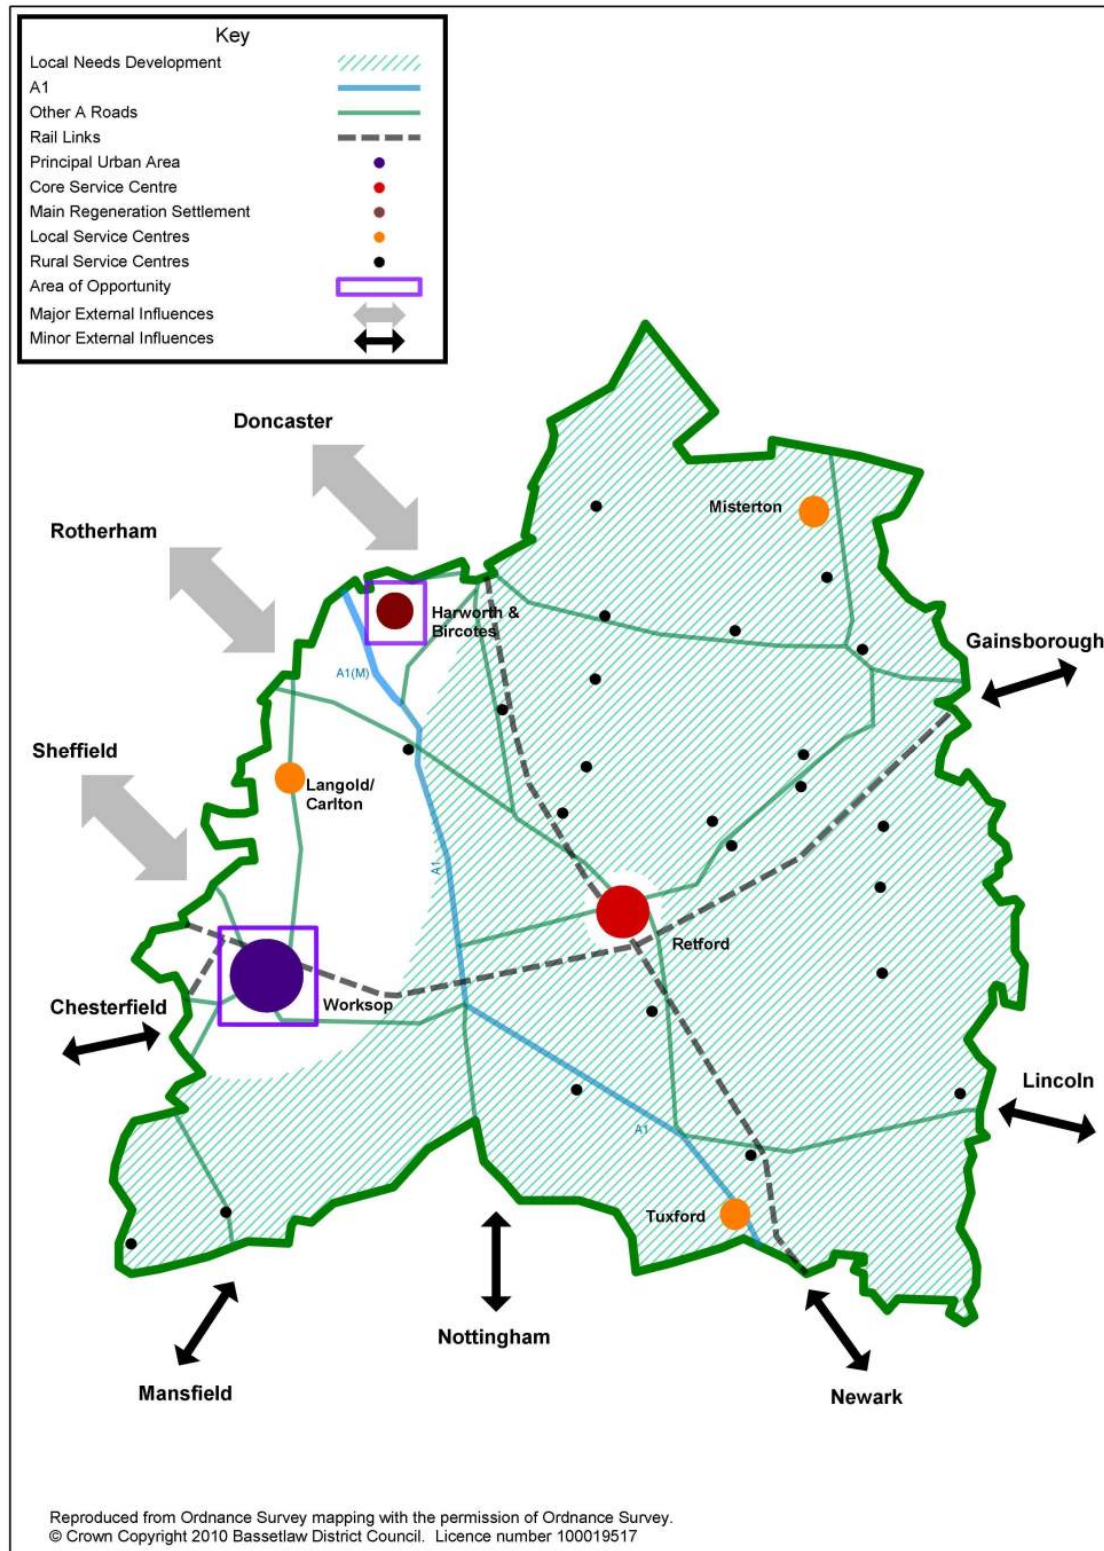 Key
Local Needs Development
A1
Other A Roads
Rail Links
Principal Urban Area
Core Service Centre
Main Regeneration Settlement
Local Service Centres
Rural Service Centres
Area of Opportunity
Major External Influences
Minor External Influences
Doncaster
Rotherham
Misterton
Harworth &
Bircotes
Gainsborough
A1(M)
Sheffield
Langold/
Carlton
A1
Retford
Worksop
Chesterfield
Lincoln
A1
Tuxford
Nottingham
Mansfield
Newark
Reproduced from Ordnance Survey mapping with the permission of Ordnance Survey.
© Crown Copyright 2010 Bassetlaw District Council. Licence number 100019517